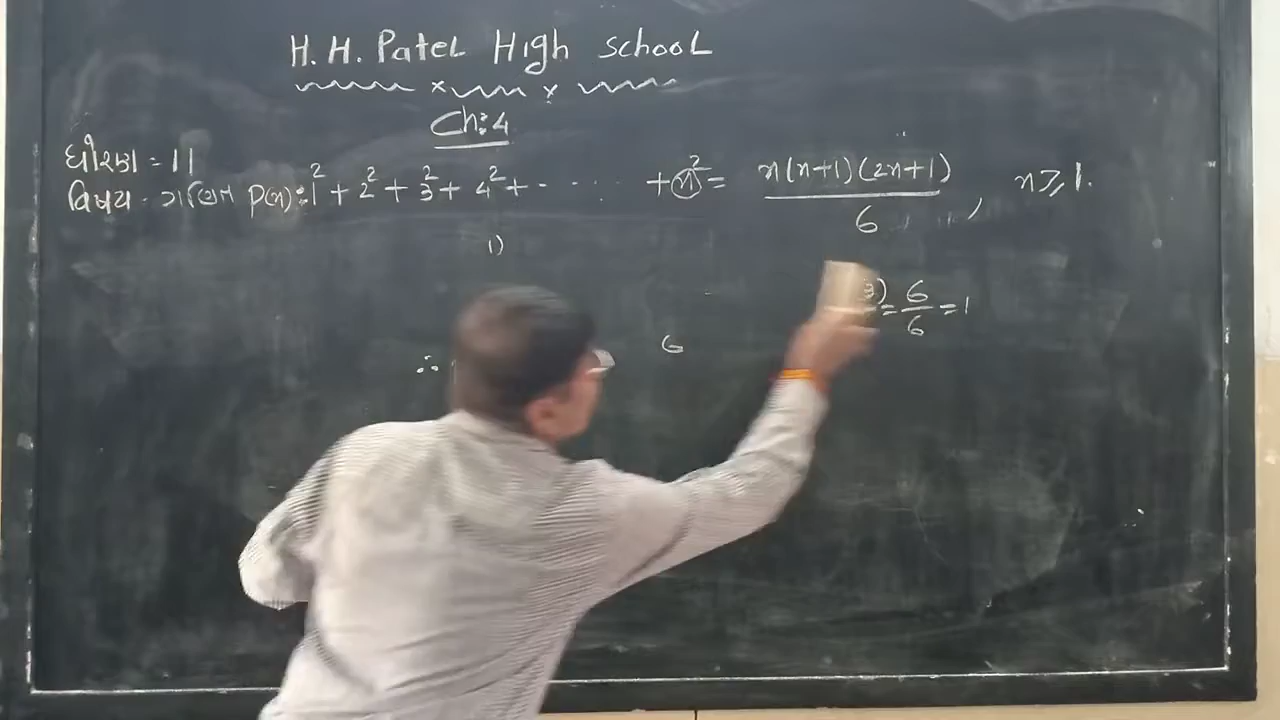 H. H. Patel High School
Ch: 4
ધોરણ = 11
વિષય - ગણિત P(n): 1² + 2² + 3² + 4² + - . . . . + n² = n(n+1)(2n+1) / 6 , n ≥ 1.
1)
3) = 6/6 = 1
∴ 6